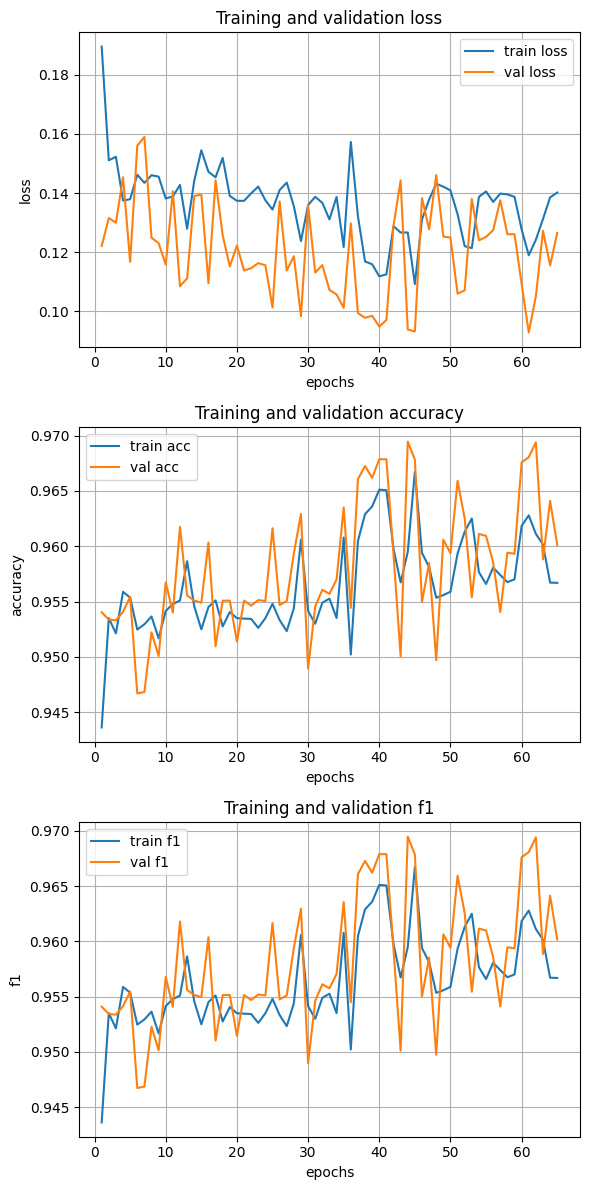 Training and validation loss
train loss
val loss
0.18
0.16
0.14
0.12
0.10
loss
0 10 20 30 40 50 60
epochs
Training and validation accuracy
train acc
val acc
0.970
0.965
0.960
0.955
0.950
0.945
accuracy
0 10 20 30 40 50 60
epochs
Training and validation f1
train f1
val f1
0.970
0.965
0.960
0.955
0.950
0.945
f1
0 10 20 30 40 50 60
epochs